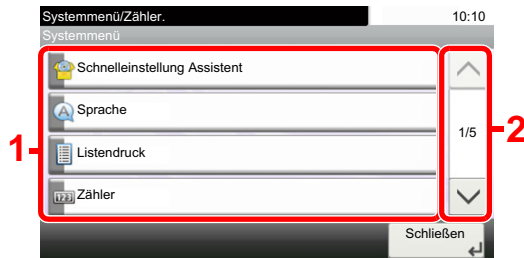 Systemmenü/Zähler. 10:10
Systemmenü
Schnelleinstellung Assistent
Sprache
1/5
2
1
Listendruck
Zähler
Schließen